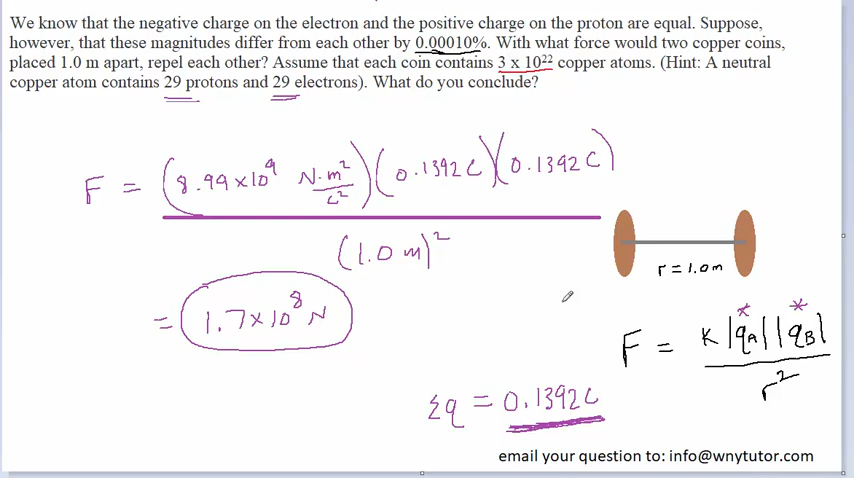 We know that the negative charge on the electron and the positive charge on the proton are equal. Suppose,
however, that these magnitudes differ from each other by 0.00010%. With what force would two copper coins,
placed 1.0 m apart, repel each other? Assume that each coin contains 3 x 10²² copper atoms. (Hint: A neutral
copper atom contains 29 protons and 29 electrons). What do you conclude?
F = (8.99×10⁹ N·m²/C²)(0.1392 C)(0.1392 C)
(1.0 m)²
= 1.7×10⁸ N
r = 1.0m
F = K |qA| |qB| / r²
Σq = 0.1392 C
email your question to: info@wnytutor.com